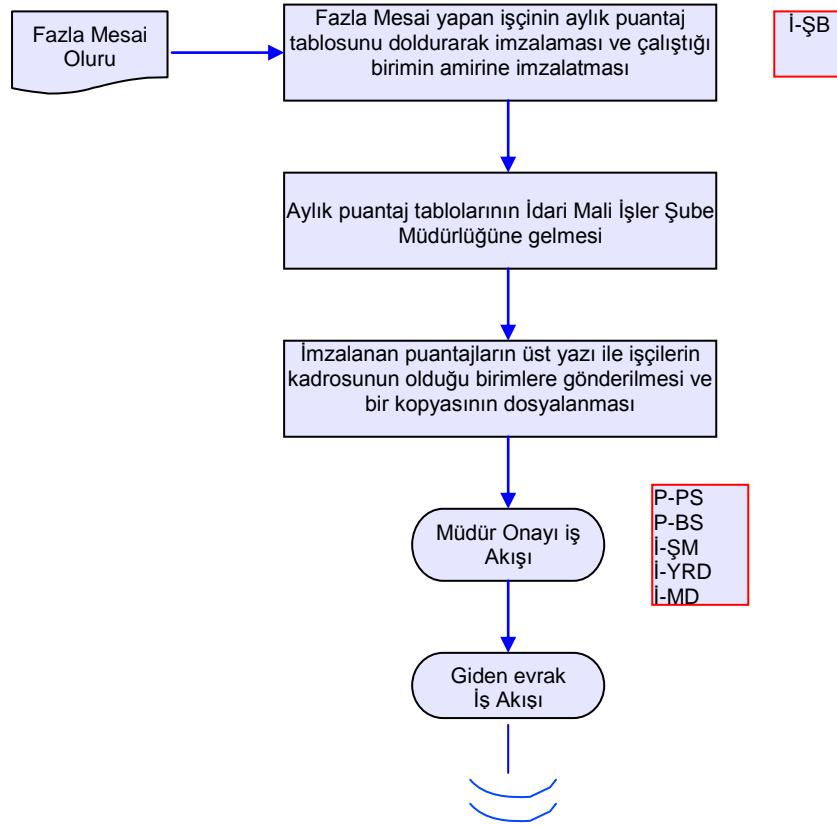 Fazla Mesai
Oluru
Fazla Mesai yapan işçinin aylık puantaj
tablosunu doldurarak imzalaması ve çalıştığı
birimin amirine imzalatması
İ-ŞB
Aylık puantaj tablolarının İdari Mali İşler Şube
Müdürlüğüne gelmesi
İmzalanan puantajların üst yazı ile işçilerin
kadrosunun olduğu birimlere gönderilmesi ve
bir kopyasının dosyalanması
Müdür Onayı iş
Akışı
P-PS
P-BS
İ-ŞM
İ-YRD
İ-MD
Giden evrak
İş Akışı